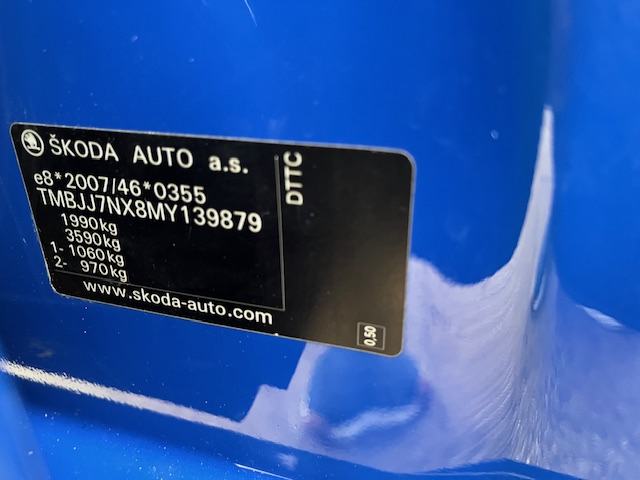 ŠKODA AUTO a.s.
e8*2007/46*0355
TMBJJ7NX8MY139879
1990kg
3590kg
1- 1060kg
2- 970kg
www.skoda-auto.com
DTTC
0.50